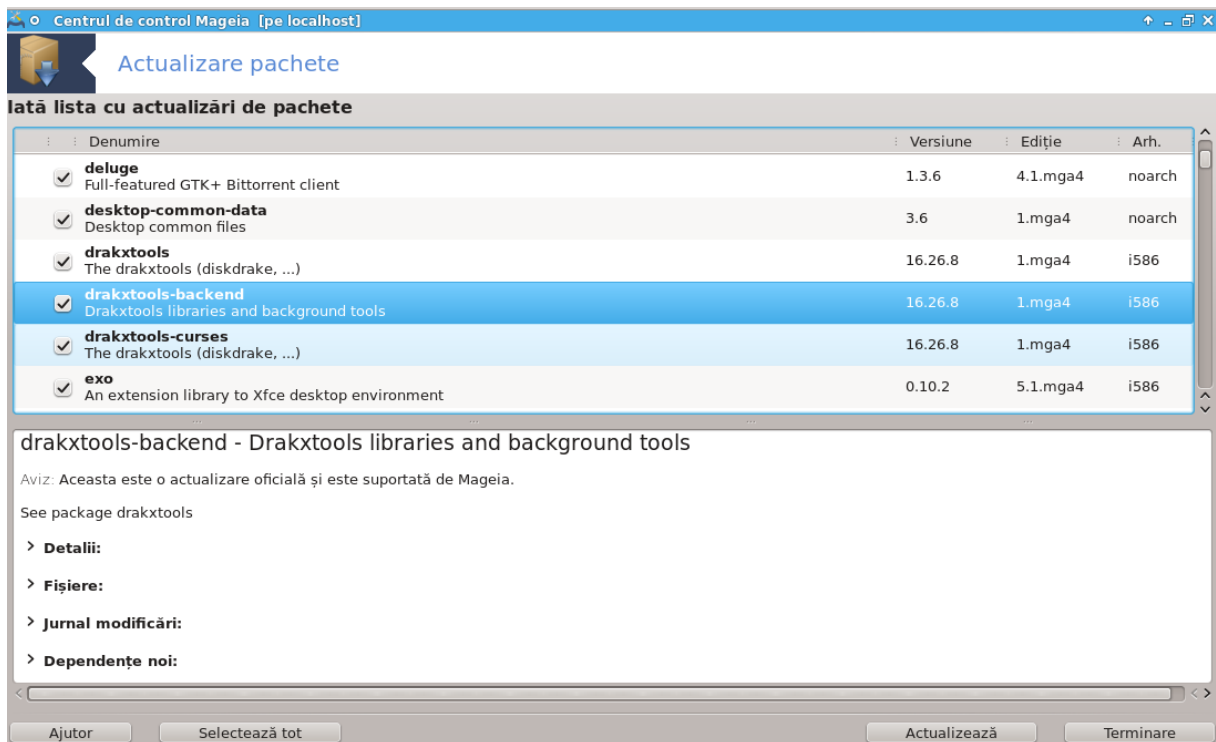 Centrul de control Mageia [pe localhost]
Actualizare pachete
Iată lista cu actualizări de pachete
Denumire Versiune Ediție Arh.
deluge
Full-featured GTK+ Bittorrent client
1.3.6 4.1.mga4 noarch
desktop-common-data
Desktop common files
3.6 1.mga4 noarch
drakxtools
The drakxtools (diskdrake, ...)
16.26.8 1.mga4 i586
drakxtools-backend
Drakxtools libraries and background tools
16.26.8 1.mga4 i586
drakxtools-curses
The drakxtools (diskdrake, ...)
16.26.8 1.mga4 i586
exo
An extension library to Xfce desktop environment
0.10.2 5.1.mga4 i586
drakxtools-backend - Drakxtools libraries and background tools
Aviz: Aceasta este o actualizare oficială și este suportată de Mageia.
See package drakxtools
Detalii:
Fișiere:
Jurnal modificări:
Dependențe noi:
Ajutor Selectează tot Actualizează Terminare